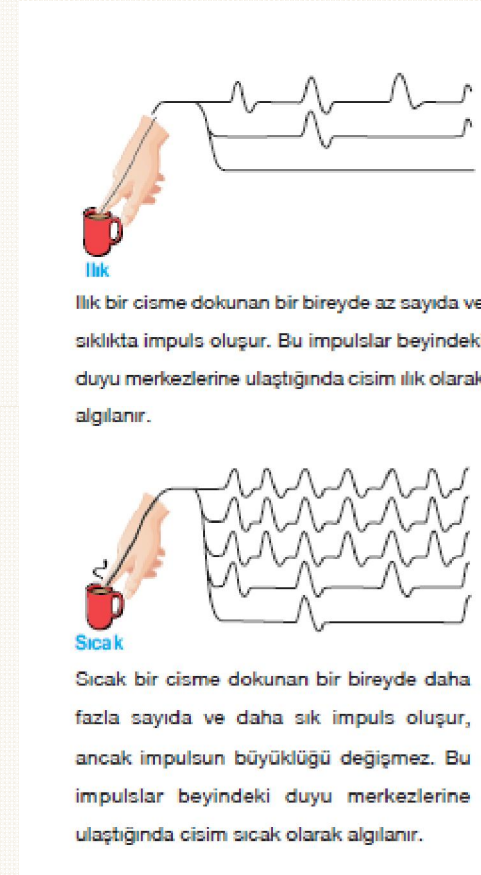 Ilık
Ilık bir cisme dokunan bir bireyde az sayıda ve
sıklıkta impuls oluşur. Bu impulslar beyindeki
duyu merkezlerine ulaştığında cisim ılık olarak
algılanır.
Sıcak
Sıcak bir cisme dokunan bir bireyde daha
fazla sayıda ve daha sık impuls oluşur,
ancak impulsun büyüklüğü değişmez. Bu
impulslar beyindeki duyu merkezlerine
ulaştığında cisim sıcak olarak algılanır.